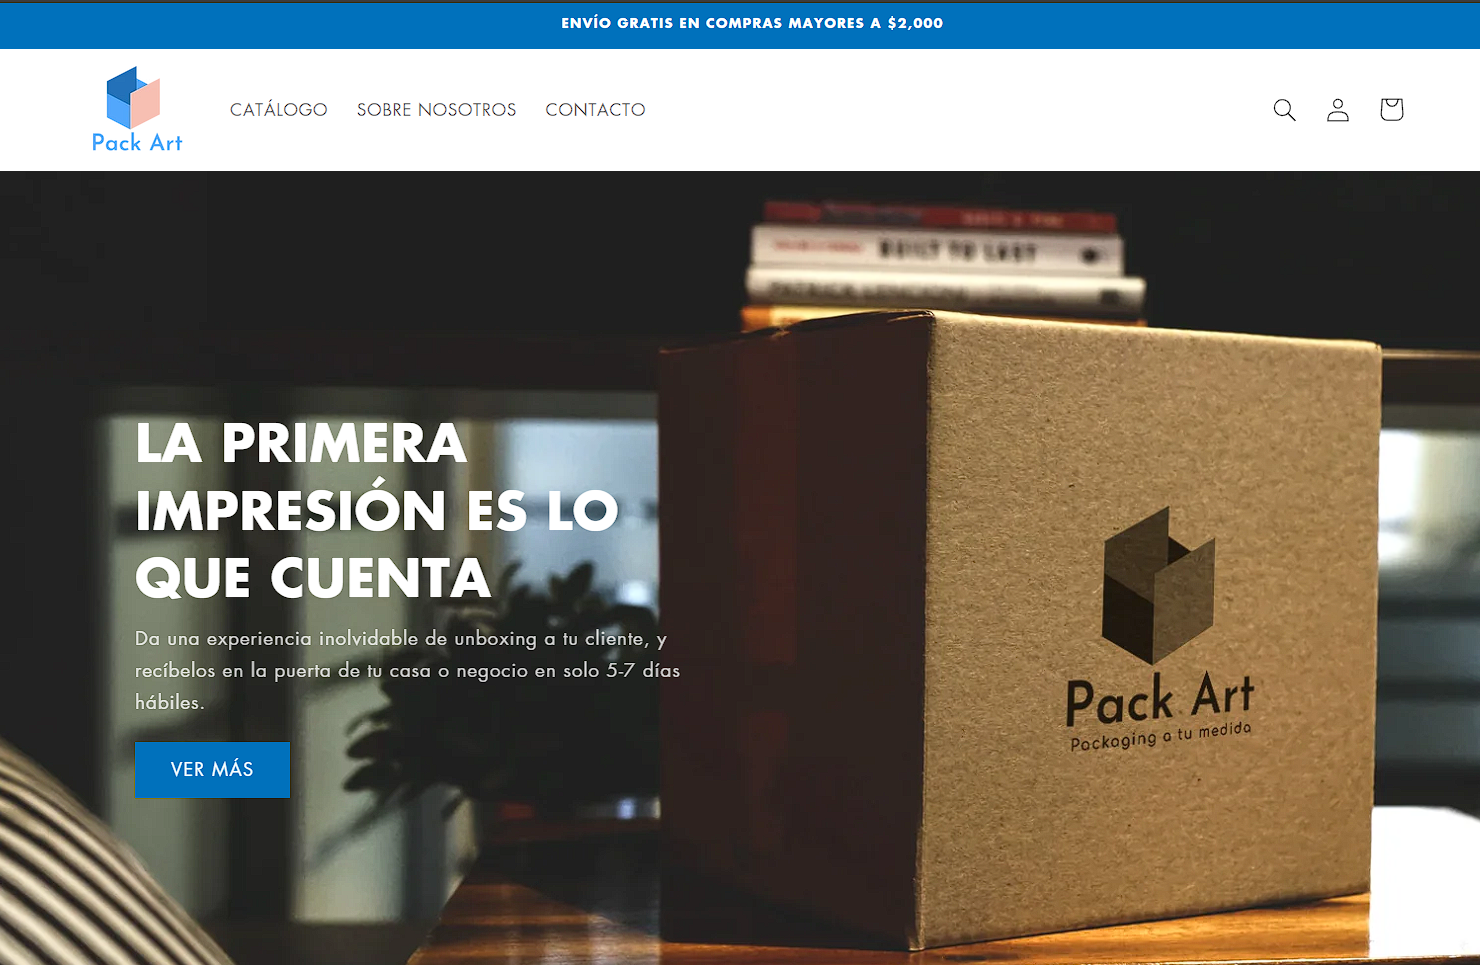 ENVÍO GRATIS EN COMPRAS MAYORES A $2,000
Pack Art
CATÁLOGO
SOBRE NOSOTROS
CONTACTO
BUILT TO LAST
PATRICK LENCIONI
LA PRIMERA
IMPRESIÓN ES LO
QUE CUENTA
Da una experiencia inolvidable de unboxing a tu cliente, y
recíbelos en la puerta de tu casa o negocio en solo 5-7 días
hábiles.
VER MÁS
Pack Art
Packaging a tu medida